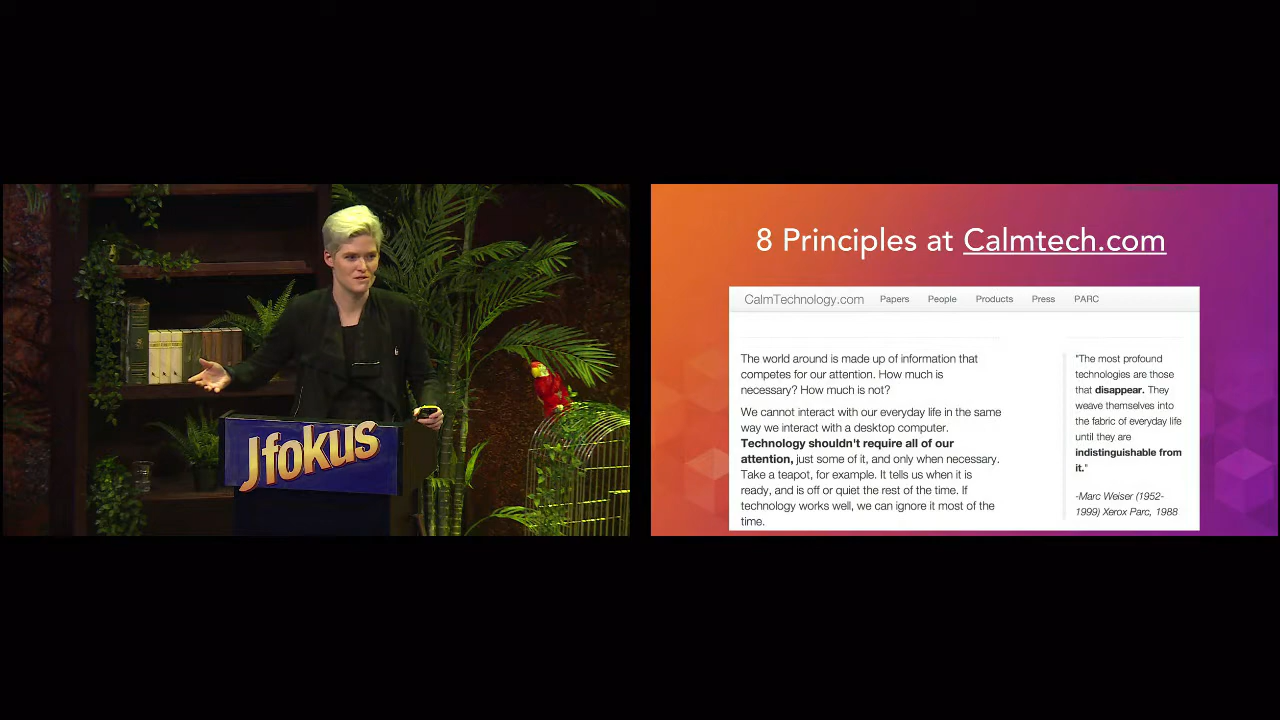 Jfokus
8 Principles at Calmtech.com
CalmTechnology.com Papers People Products Press PARC
The world around is made up of information that
competes for our attention. How much is
necessary? How much is not?
We cannot interact with our everyday life in the same
way we interact with a desktop computer.
Technology shouldn't require all of our
attention, just some of it, and only when necessary.
Take a teapot, for example. It tells us when it is
ready, and is off or quiet the rest of the time. If
technology works well, we can ignore it most of the
time.
"The most profound
technologies are those
that disappear. They
weave themselves into
the fabric of everyday life
until they are
indistinguishable from
it."
-Marc Weiser (1952-
1999) Xerox Parc, 1988